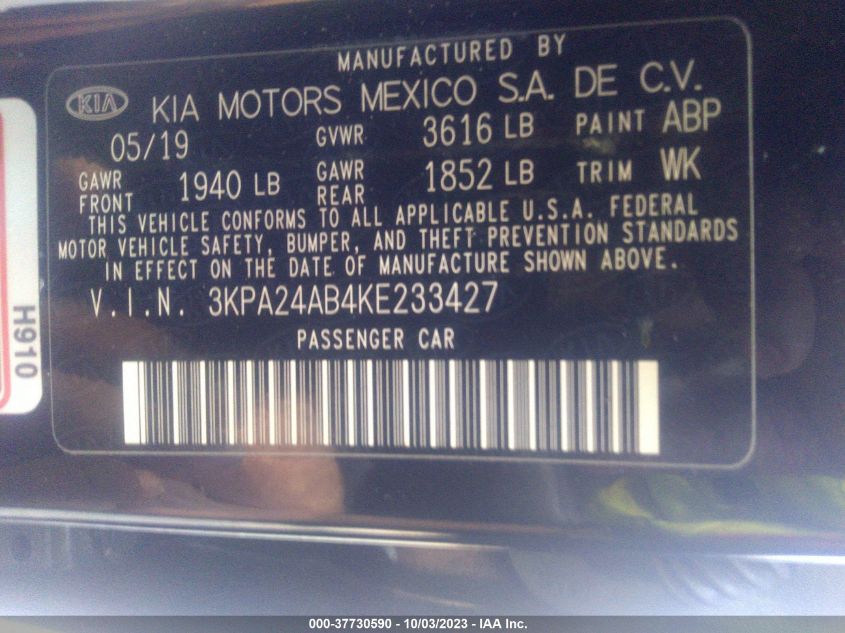 MANUFACTURED BY
KIA KIA MOTORS MEXICO S.A. DE C.V.
05/19 GVWR 3616 LB PAINT ABP
GAWR FRONT 1940 LB GAWR REAR 1852 LB TRIM WK
THIS VEHICLE CONFORMS TO ALL APPLICABLE U.S.A. FEDERAL
MOTOR VEHICLE SAFETY, BUMPER, AND THEFT PREVENTION STANDARDS
IN EFFECT ON THE DATE OF MANUFACTURE SHOWN ABOVE.
V.I.N. 3KPA24AB4KE233427
PASSENGER CAR
H910
000-37730590 - 10/03/2023 - IAA Inc.